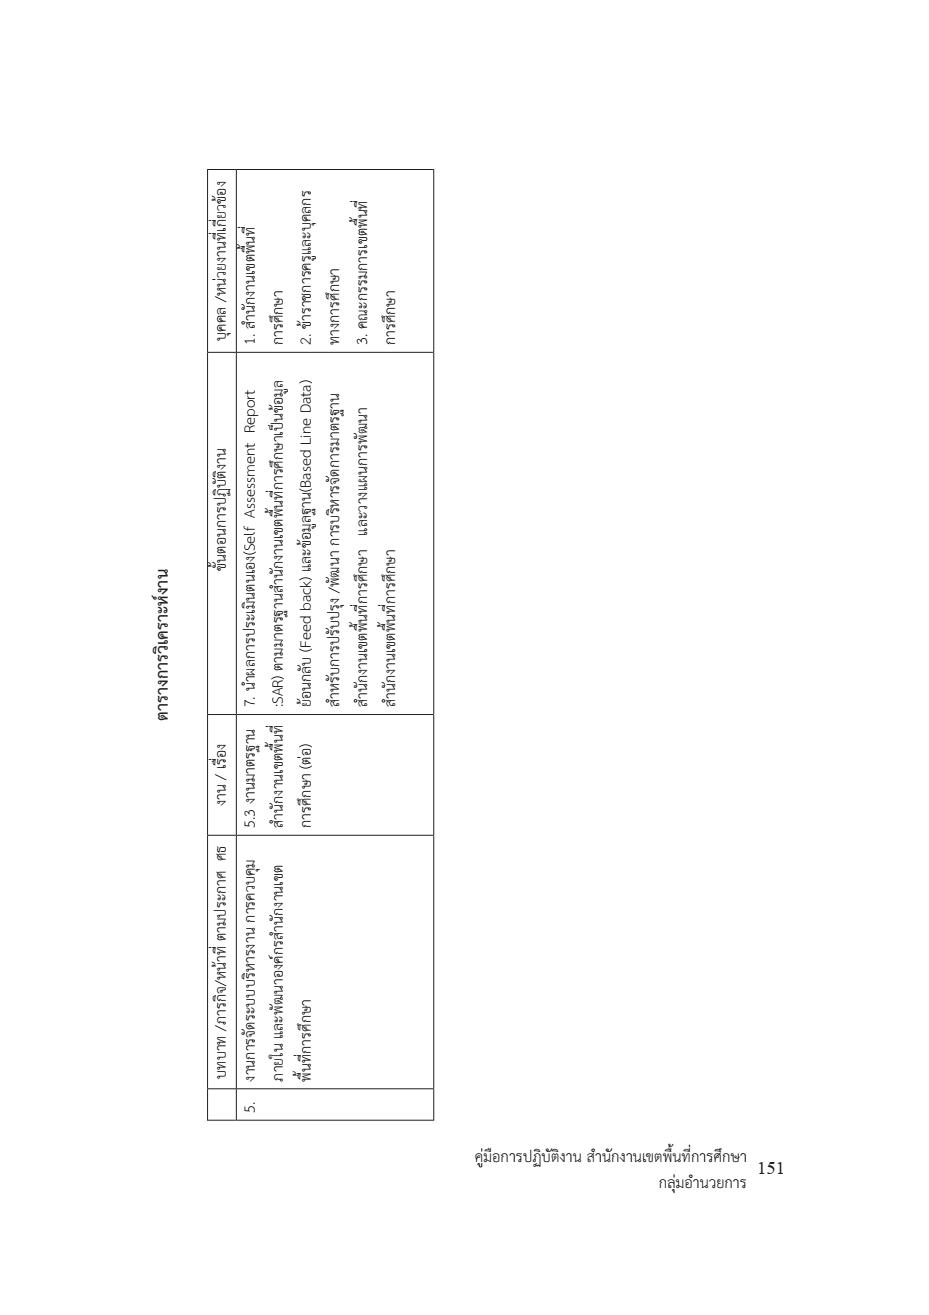 ตารางการวิเคราะห์งาน
บทบาท /ภารกิจ/หน้าที่ ตามประกาศ ศธ
งาน / เรื่อง
ขั้นตอนการปฏิบัติงาน
บุคคล /หน่วยงานที่เกี่ยวข้อง
5.
งานการจัดระบบบริหารงาน การควบคุม
ภายใน และพัฒนาองค์กรสำนักงานเขต
พื้นที่การศึกษา
5.3 งานมาตรฐาน
สำนักงานเขตพื้นที่
การศึกษา (ต่อ)
7. นำผลการประเมินตนเอง(Self Assessment Report
:SAR) ตามมาตรฐานสำนักงานเขตพื้นที่การศึกษาเป็นข้อมูล
ย้อนกลับ (Feed back) และข้อมูลฐาน(Based Line Data)
สำหรับการปรับปรุง /พัฒนา การบริหารจัดการมาตรฐาน
สำนักงานเขตพื้นที่การศึกษา และวางแผนการพัฒนา
สำนักงานเขตพื้นที่การศึกษา
1. สำนักงานเขตพื้นที่
การศึกษา
2. ข้าราชการครูและบุคลกร
ทางการศึกษา
3. คณะกรรมการเขตพื้นที่
การศึกษา
คู่มือการปฏิบัติงาน สำนักงานเขตพื้นที่การศึกษา
กลุ่มอำนวยการ
151